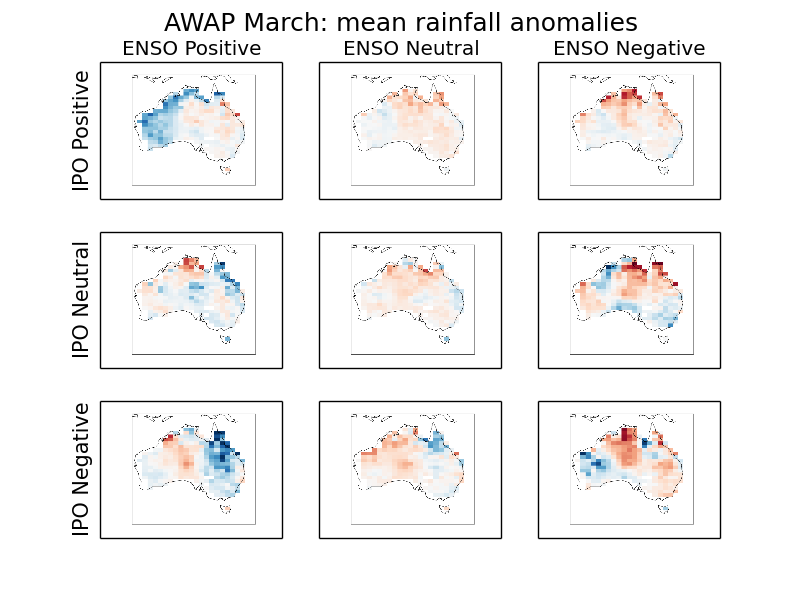 AWAP March: mean rainfall anomalies
ENSO Positive
ENSO Neutral
ENSO Negative
IPO Positive
IPO Neutral
IPO Negative